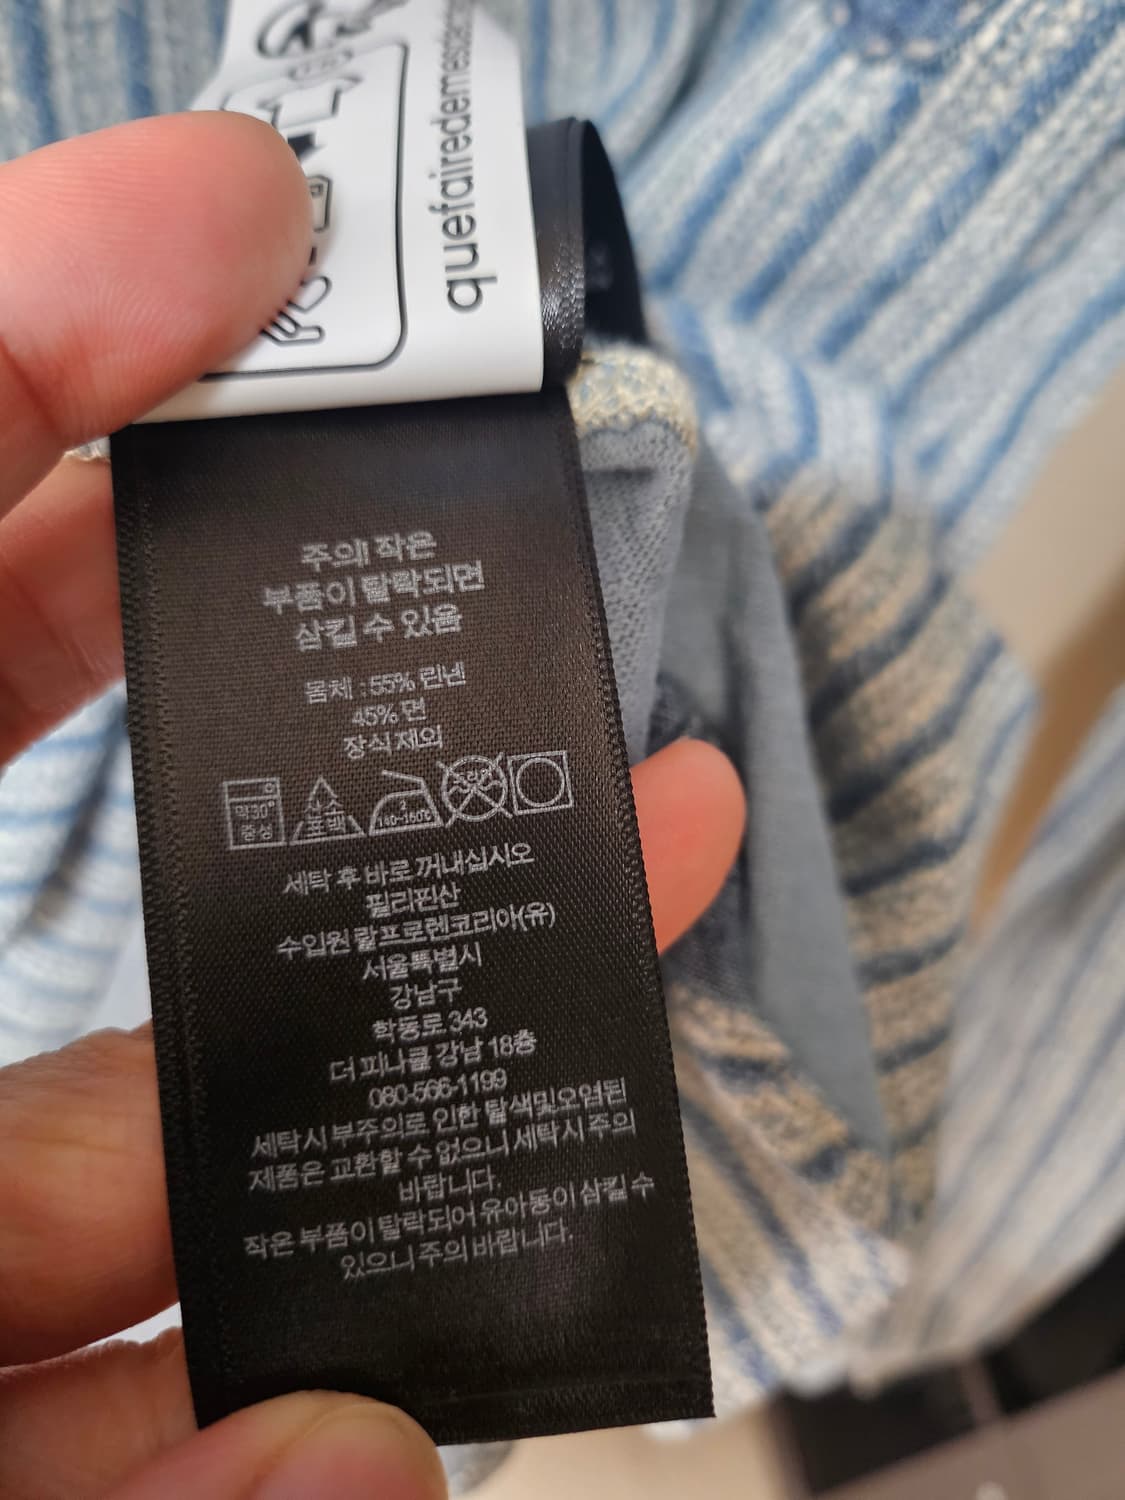 quefairedemes
주의! 작은
부품이 탈락되면
삼킬 수 있음
몸체 : 55% 린넨
45% 면
장식 제외
약30°
중성
산소
표백
3
140~160℃
드라이
세탁 후 바로 꺼내십시오
필리핀산
수입원 랄프로렌코리아(유)
서울특별시
강남구
학동로 343
더 피나클 강남 18층
080-566-1199
세탁시 부주의로 인한 탈색및오염된
제품은 교환할 수 없으니 세탁시 주의
바랍니다.
작은 부품이 탈락되어 유아동이 삼킬 수
있으니 주의 바랍니다.